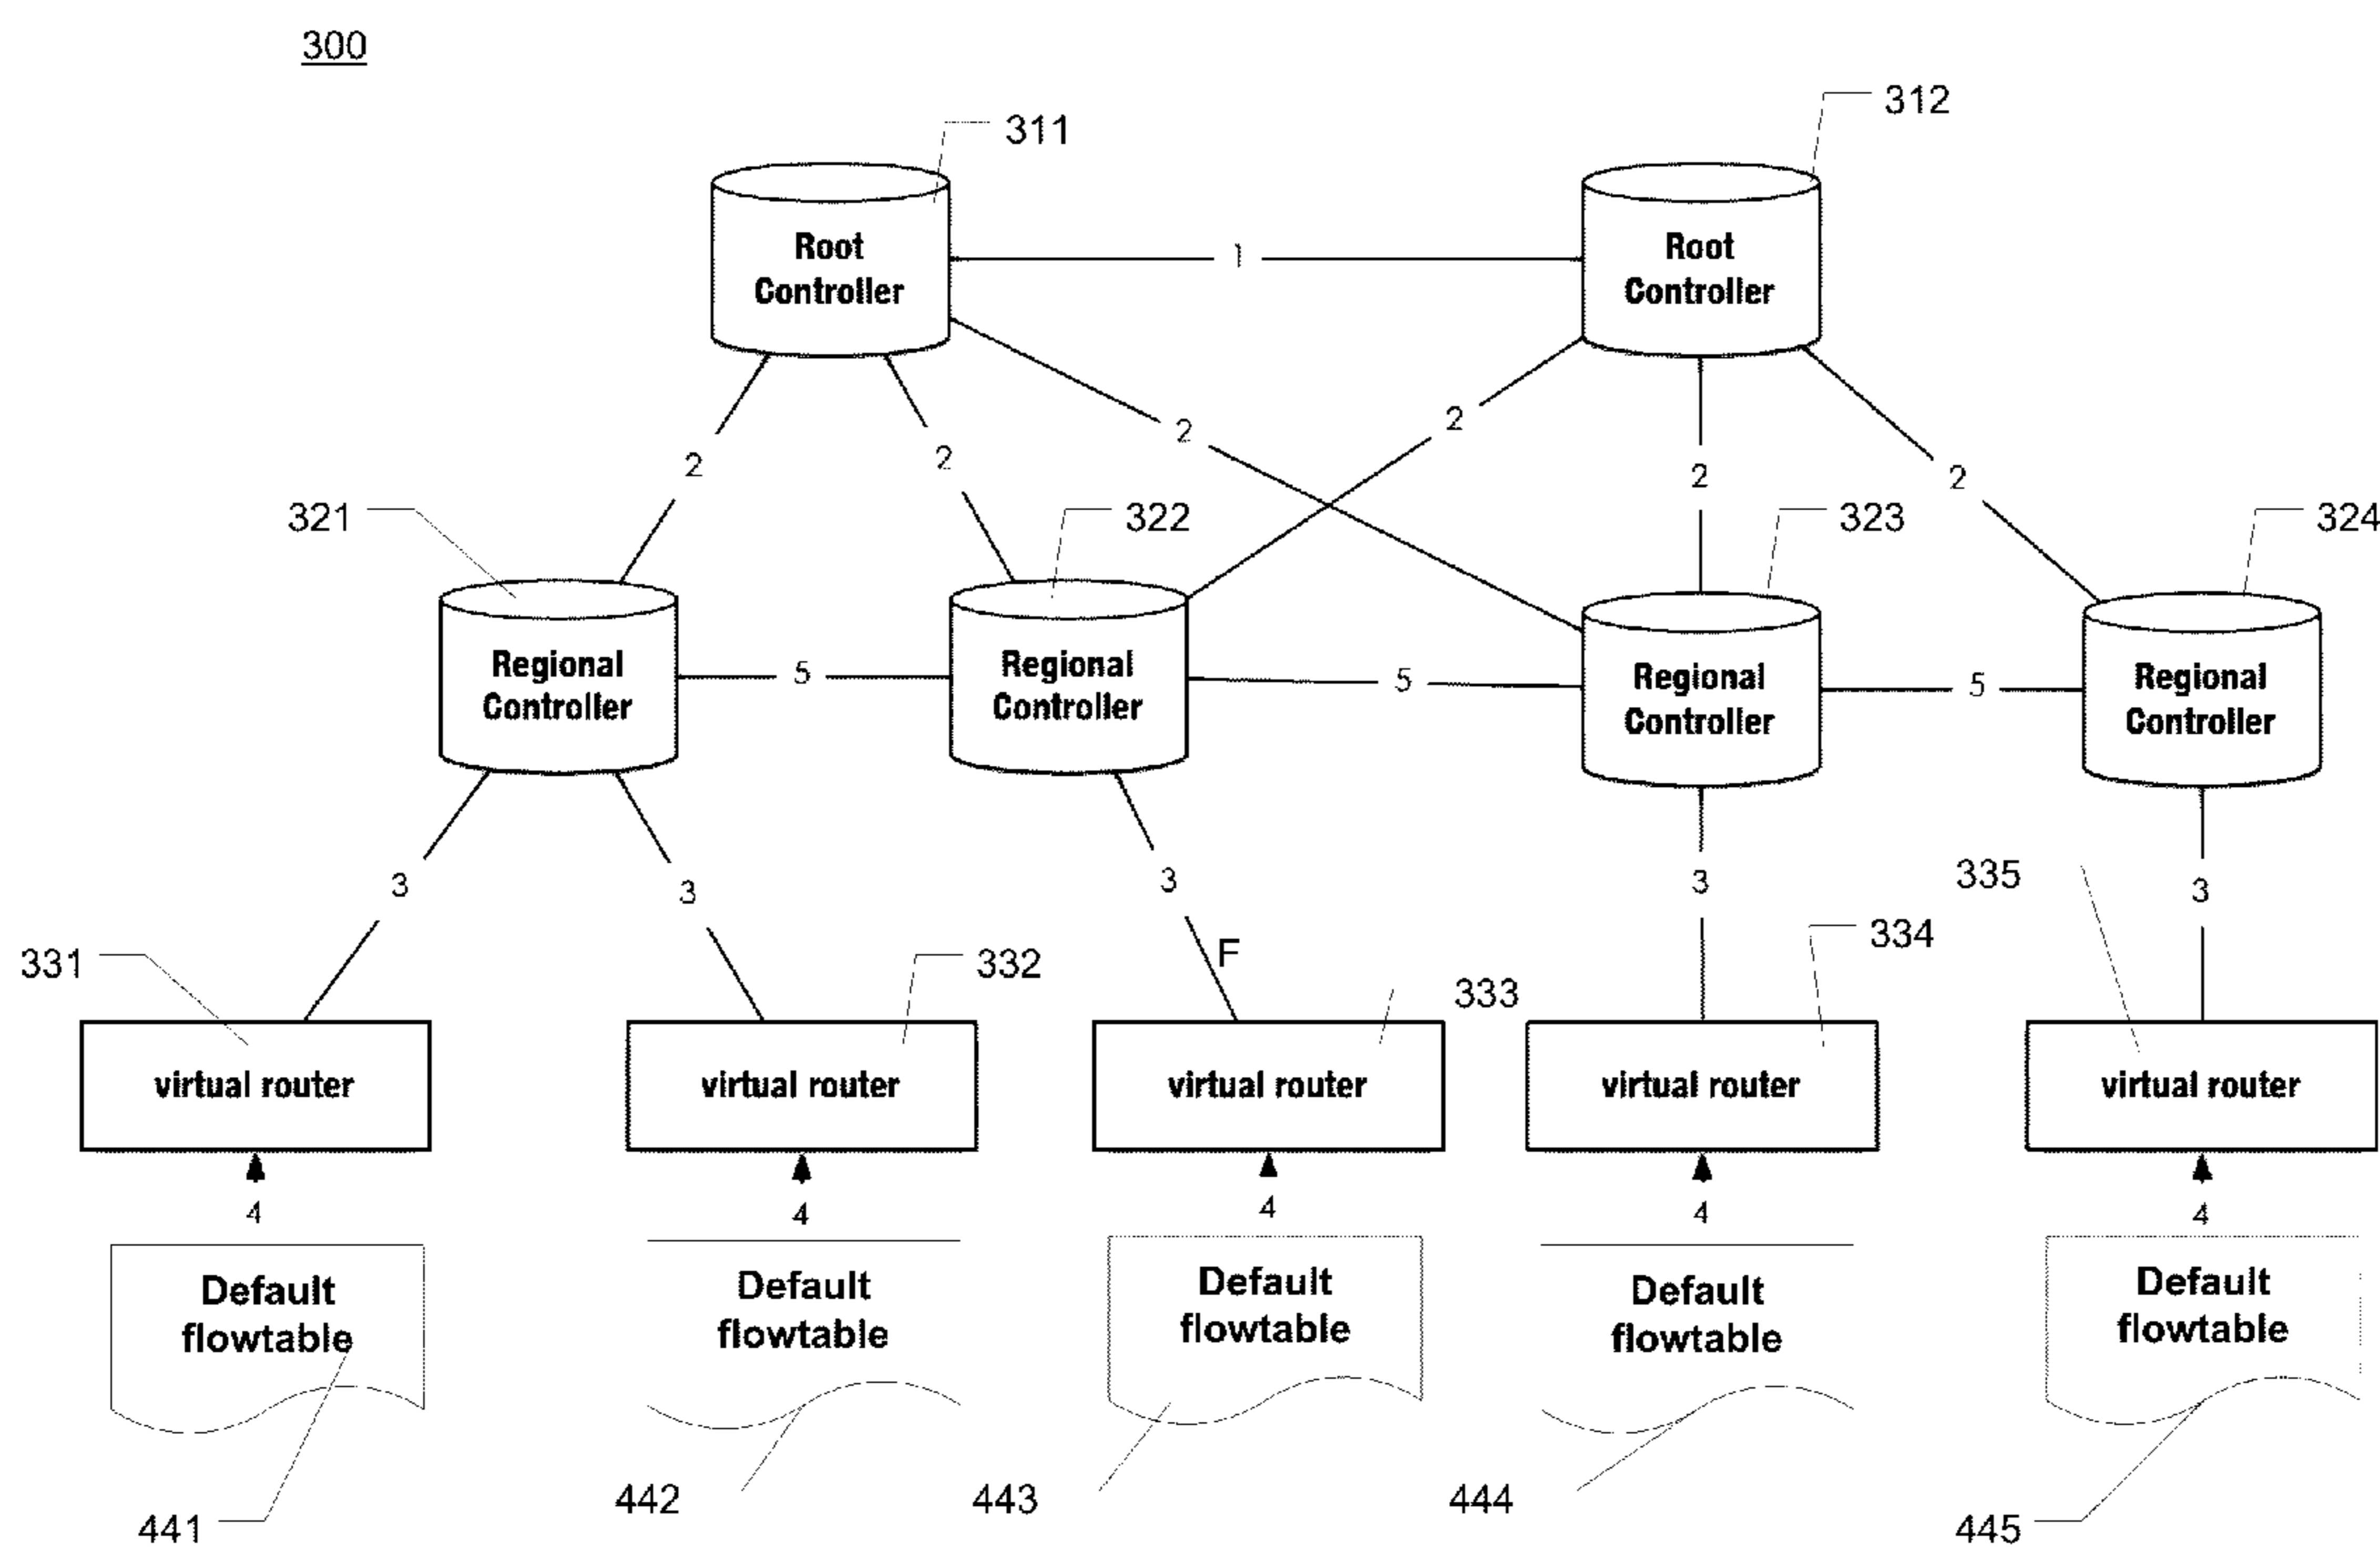 300
311
312
Root
Controller
Root
Controller
1
2
2
2
2
2
2
321
322
323
324
Regional
Controller
Regional
Controller
Regional
Controller
Regional
Controller
5
5
5
3
3
3
3
3
331
332
F
333
334
335
virtual router
virtual router
virtual router
virtual router
virtual router
4
4
4
4
4
Default
flowtable
Default
flowtable
Default
flowtable
Default
flowtable
Default
flowtable
441
442
443
444
445